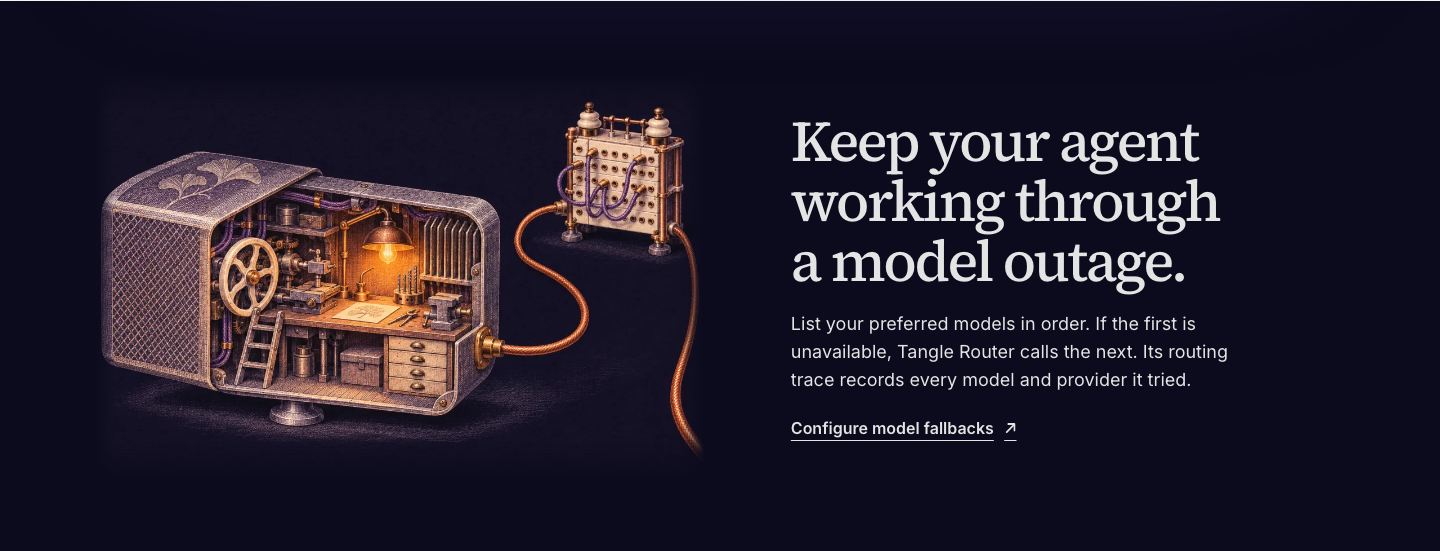 Keep your agent
working through
a model outage.
List your preferred models in order. If the first is
unavailable, Tangle Router calls the next. Its routing
trace records every model and provider it tried.
Configure model fallbacks ↗